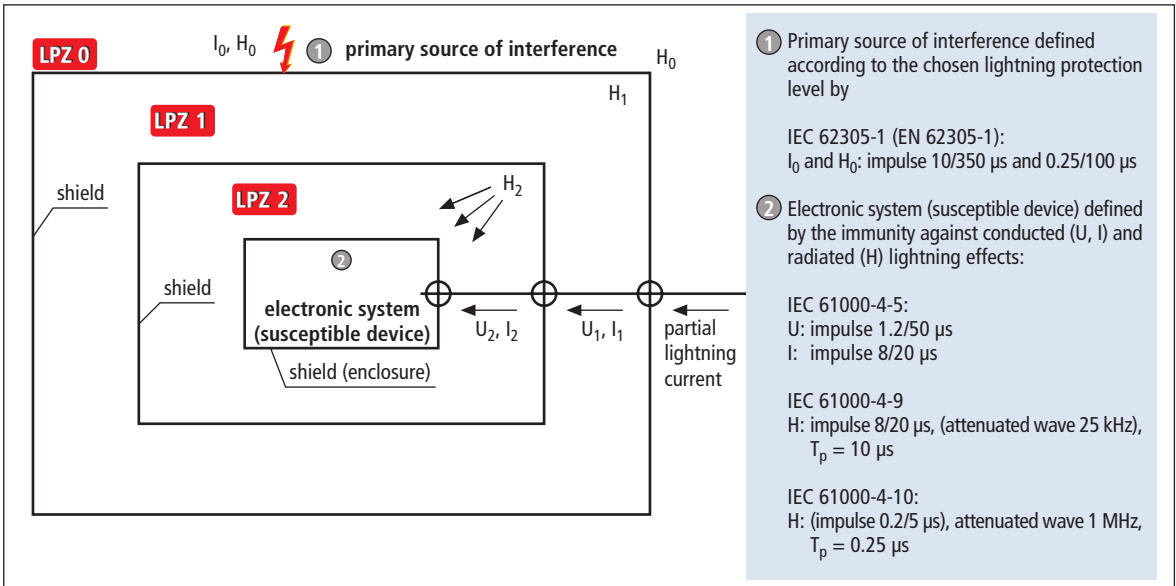 LPZ 0
I0, H0
1 primary source of interference
H0
H1
LPZ 1
shield
LPZ 2
H2
shield
2
electronic system
(susceptible device)
U2, I2
U1, I1
partial
lightning
current
shield (enclosure)
1 Primary source of interference defined
according to the chosen lightning protection
level by
IEC 62305-1 (EN 62305-1):
I0 and H0: impulse 10/350 µs and 0.25/100 µs
2 Electronic system (susceptible device) defined
by the immunity against conducted (U, I) and
radiated (H) lightning effects:
IEC 61000-4-5:
U: impulse 1.2/50 µs
I: impulse 8/20 µs
IEC 61000-4-9
H: impulse 8/20 µs, (attenuated wave 25 kHz),
Tp = 10 µs
IEC 61000-4-10:
H: (impulse 0.2/5 µs), attenuated wave 1 MHz,
Tp = 0.25 µs